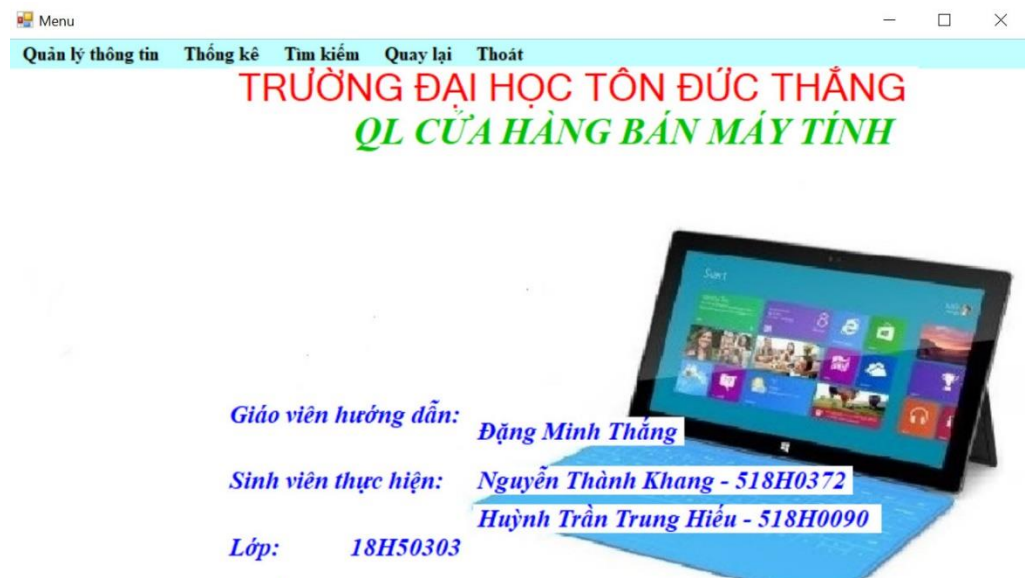 Menu
Quản lý thông tin Thống kê Tìm kiếm Quay lại Thoát
TRƯỜNG ĐẠI HỌC TÔN ĐỨC THẮNG
QL CỬA HÀNG BÁN MÁY TÍNH
Start
Giáo viên hướng dẫn:
Đặng Minh Thắng
Sinh viên thực hiện: Nguyễn Thành Khang - 518H0372
Huỳnh Trần Trung Hiếu - 518H0090
Lớp: 18H50303